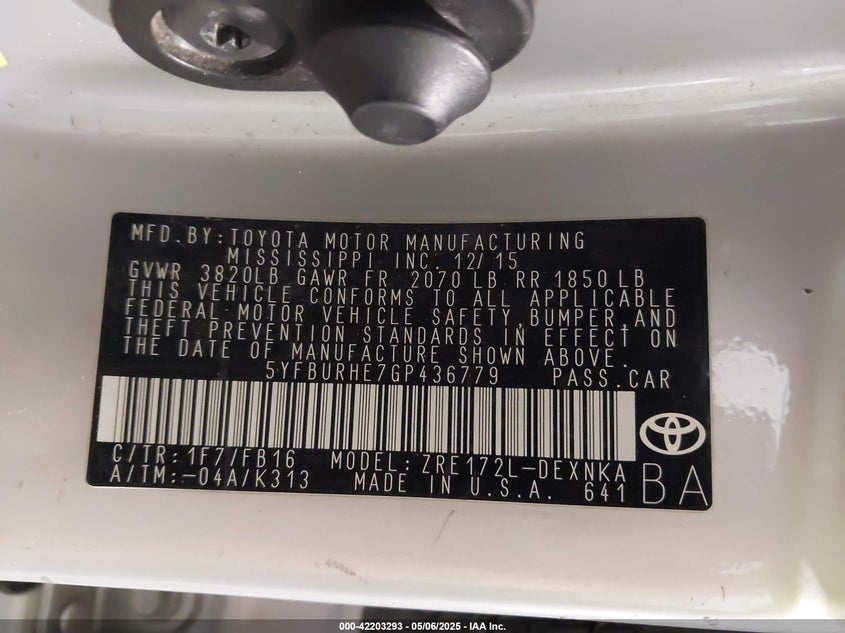 MFD.BY:TOYOTA MOTOR MANUFACTURING
MISSISSIPPI INC. 12/15
GVWR 3820LB GAWR FR 2070 LB RR 1850 LB
THIS VEHICLE CONFORMS TO ALL APPLICABLE
FEDERAL MOTOR VEHICLE SAFETY,BUMPER,AND
THEFT PREVENTION STANDARDS IN EFFECT ON
THE DATE OF MANUFACTURE SHOWN ABOVE.
5YFBURHE7GP436779 PASS.CAR
C/TR:1F7/FB16 MODEL:ZRE172L-DEXNKA
A/TM:-04A/K313 MADE IN U.S.A. 641 BA
000-42203293 - 05/06/2025 - IAA Inc.